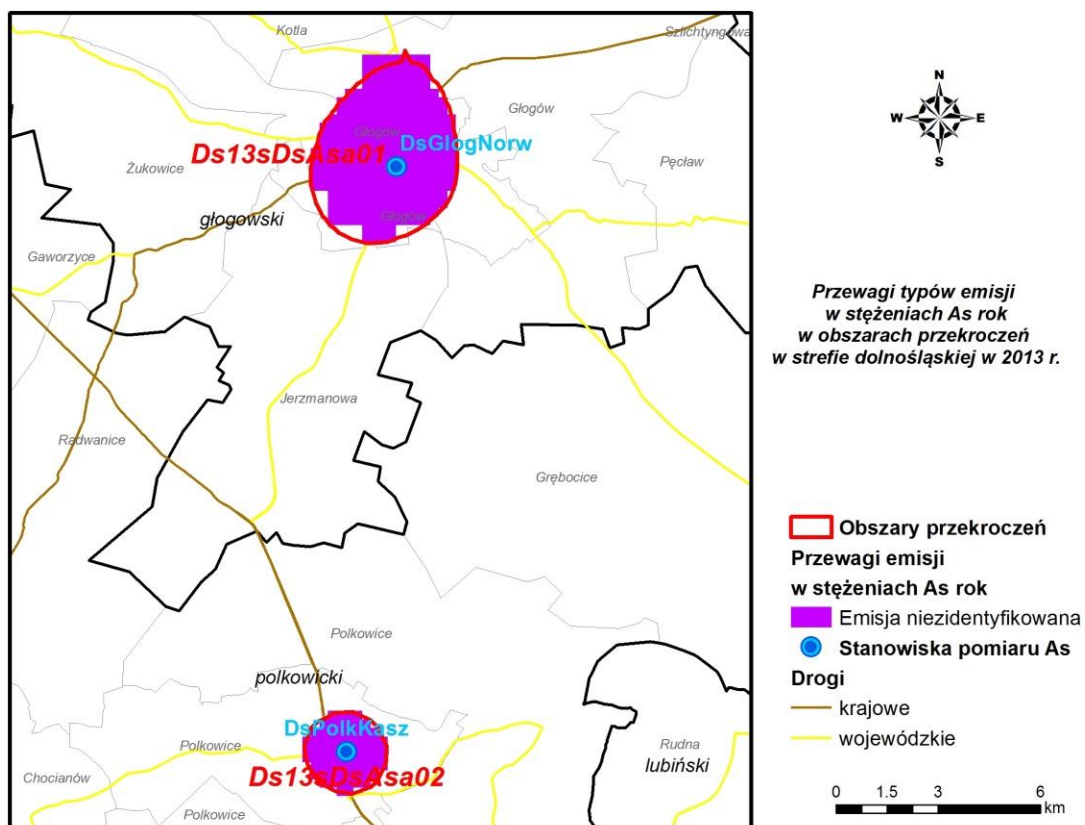 Kotla
Szlichtyngowa
Głogów
Głogów
DsGlogNorw
Ds13sDsAsa01
Żukowice
Pęcław
Głogów
głogowski
Gaworzyce
Jerzmanowa
Radwanice
Grębocice
Polkowice
polkowicki
DsPolkKasz
Polkowice
Rudna
lubiński
Chocianów
Ds13sDsAsa02
Polkowice
N
W E
S
Przewagi typów emisji
w stężeniach As rok
w obszarach przekroczeń
w strefie dolnośląskiej w 2013 r.
Obszary przekroczeń
Przewagi emisji
w stężeniach As rok
Emisja niezidentyfikowana
Stanowiska pomiaru As
Drogi
krajowe
wojewódzkie
0 1.5 3 6
km